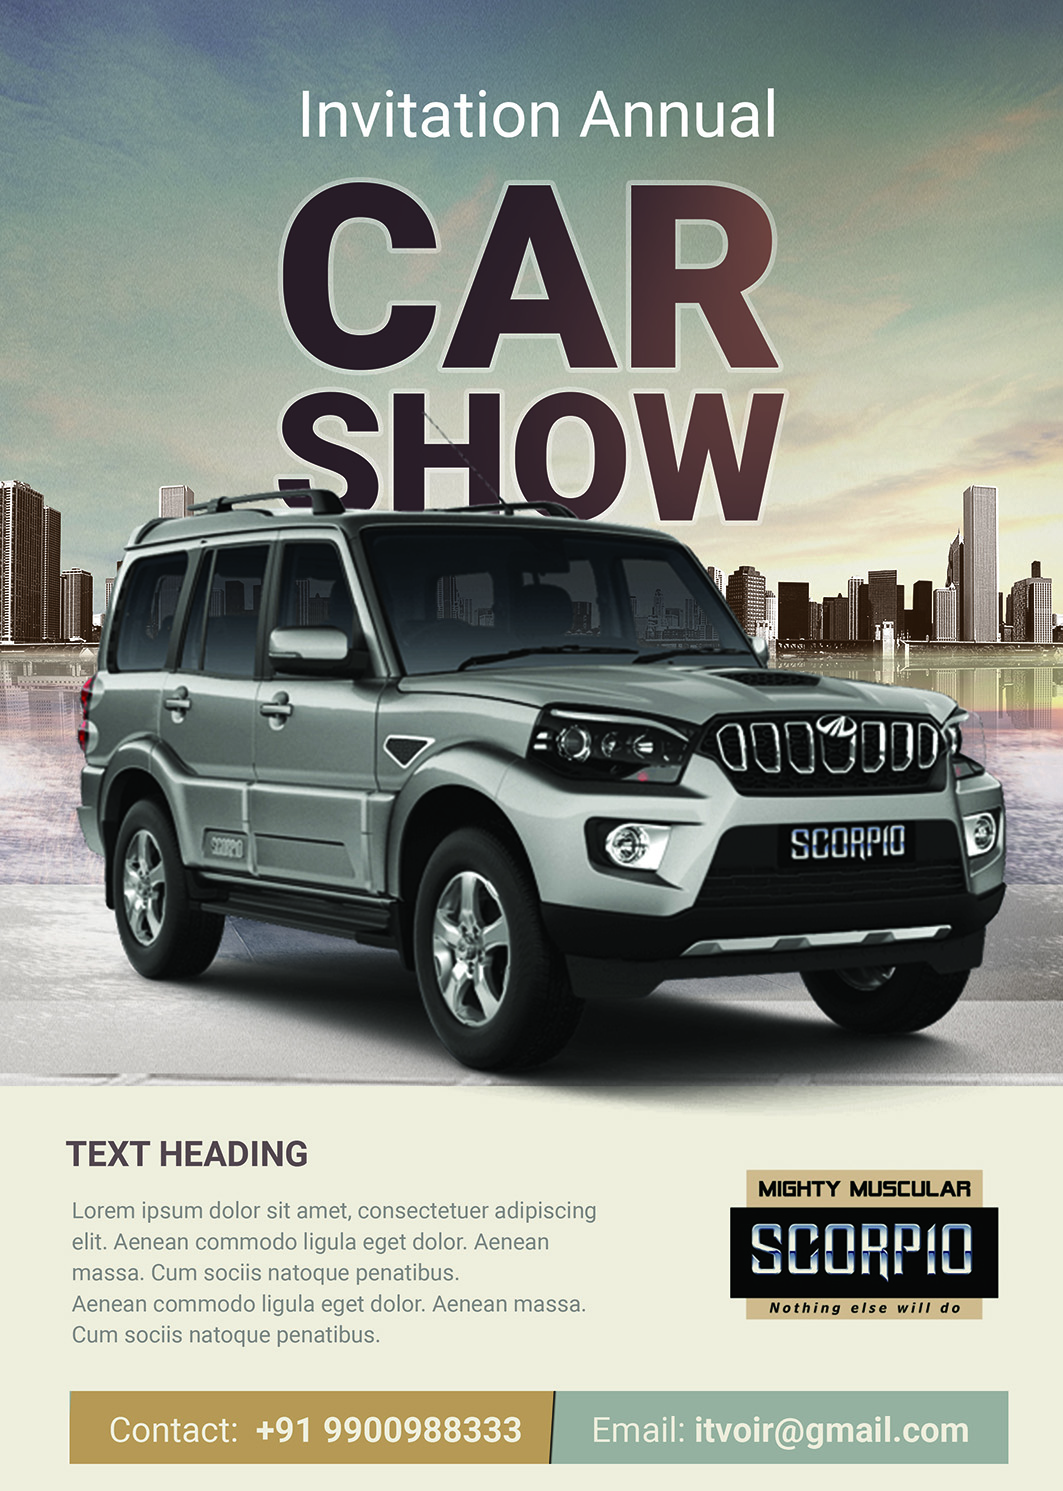 Invitation Annual
CAR
SHOW
SCORPIO
SCORPIO
TEXT HEADING
Lorem ipsum dolor sit amet, consectetuer adipiscing
elit. Aenean commodo ligula eget dolor. Aenean
massa. Cum sociis natoque penatibus.
Aenean commodo ligula eget dolor. Aenean massa.
Cum sociis natoque penatibus.
MIGHTY MUSCULAR
SCORPIO
Nothing else will do
Contact: +91 9900988333
Email: itvoir@gmail.com